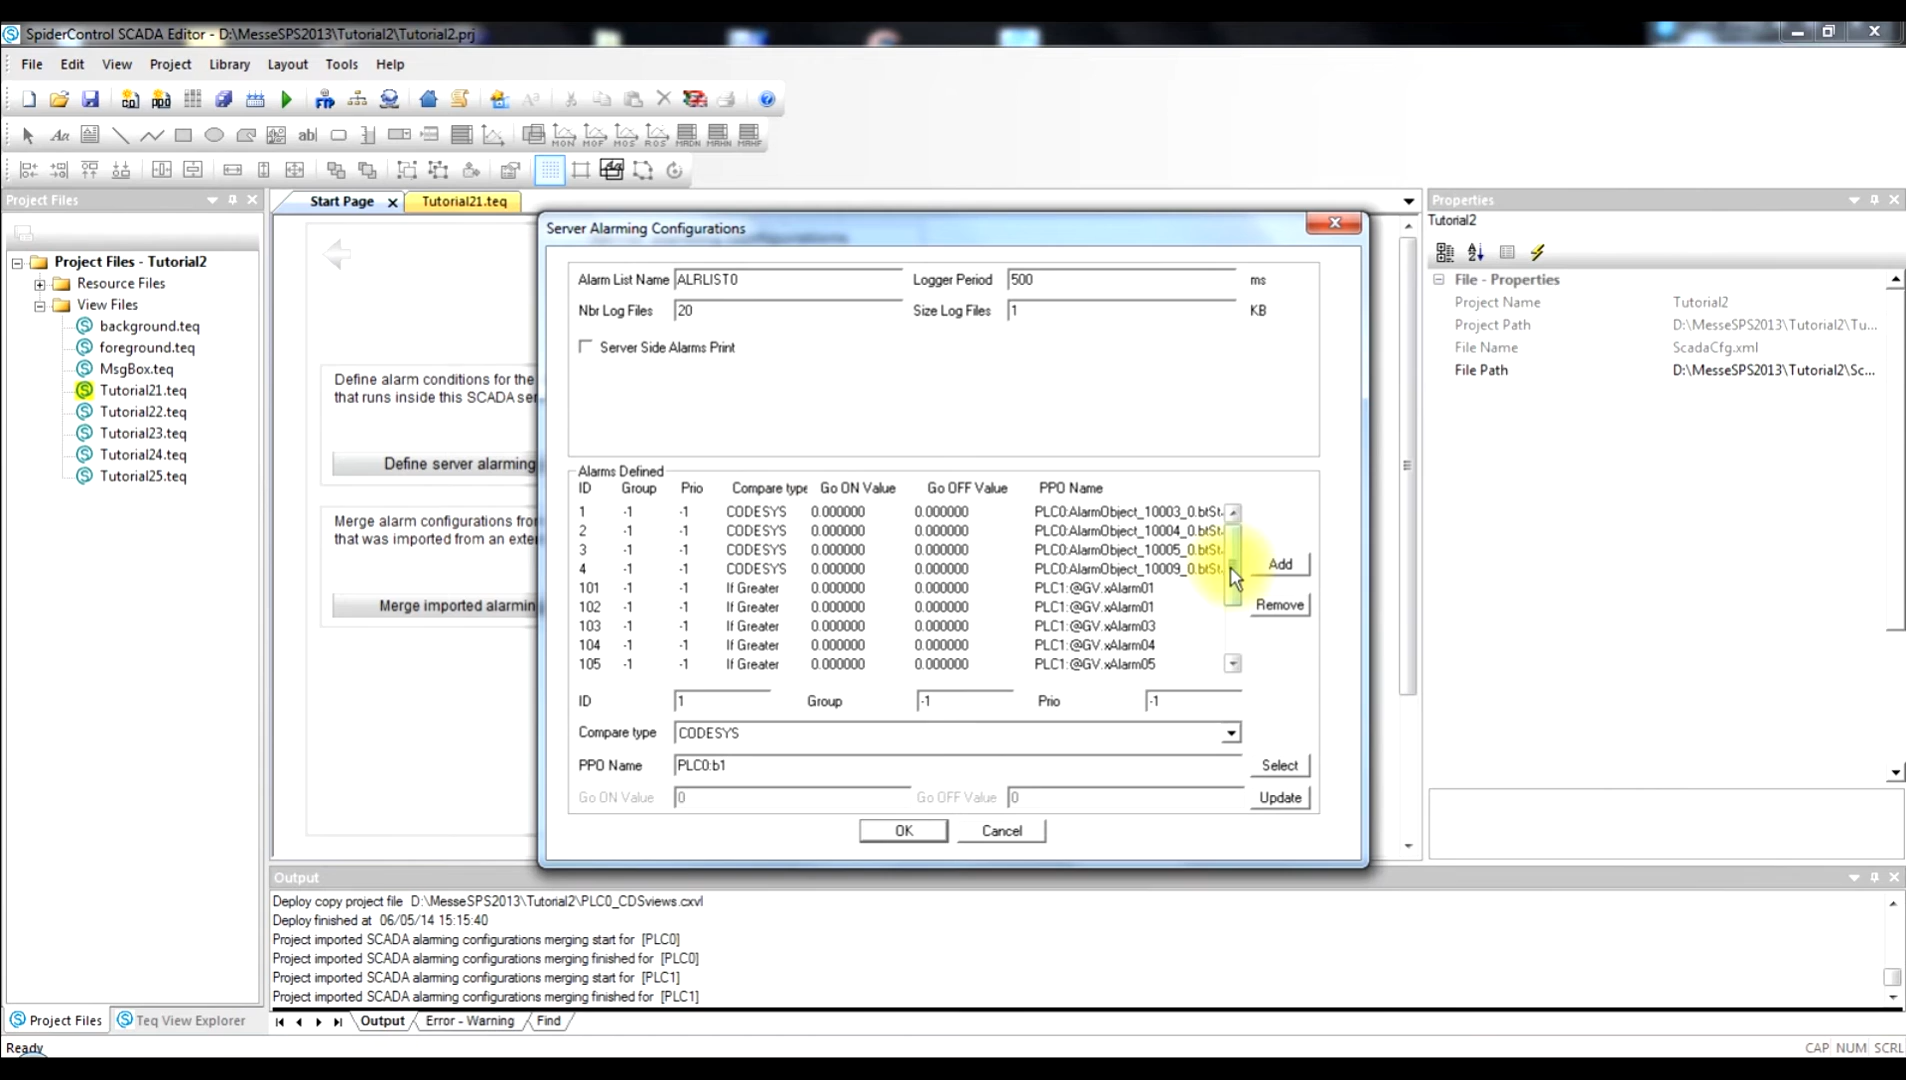 SpiderControl SCADA Editor - D:\MesseSPS2013\Tutorial2\Tutorial2.prj
File Edit View Project Library Layout Tools Help
FTP
Aa ab| MON MOF MOS ROS MADN MAHN MAHF
Project Files
Start Page Tutorial21.teq
Properties
Tutorial2
Project Files - Tutorial2
Resource Files
View Files
background.teq
foreground.teq
MsgBox.teq
Tutorial21.teq
Tutorial22.teq
Tutorial23.teq
Tutorial24.teq
Tutorial25.teq
Define alarm conditions for the
that runs inside this SCADA ser
Define server alarming
Merge alarm configurations from
that was imported from an exte
Merge imported alarmin
Server Alarming Configurations
Alarm List Name ALRLIST0 Logger Period 500 ms
Nbr Log Files 20 Size Log Files 1 KB
Server Side Alarms Print
Alarms Defined
ID Group Prio Compare type Go ON Value Go OFF Value PPO Name
1 -1 -1 CODESYS 0.000000 0.000000 PLC0:AlarmObject_10003_0.btSt
2 -1 -1 CODESYS 0.000000 0.000000 PLC0:AlarmObject_10004_0.btSt
3 -1 -1 CODESYS 0.000000 0.000000 PLC0:AlarmObject_10005_0.btSt
4 -1 -1 CODESYS 0.000000 0.000000 PLC0:AlarmObject_10009_0.btSt
101 -1 -1 If Greater 0.000000 0.000000 PLC1:@GV.xAlarm01
102 -1 -1 If Greater 0.000000 0.000000 PLC1:@GV.xAlarm01
103 -1 -1 If Greater 0.000000 0.000000 PLC1:@GV.xAlarm03
104 -1 -1 If Greater 0.000000 0.000000 PLC1:@GV.xAlarm04
105 -1 -1 If Greater 0.000000 0.000000 PLC1:@GV.xAlarm05
Add
Remove
ID 1 Group -1 Prio -1
Compare type CODESYS
PPO Name PLC0:b1 Select
Go ON Value 0 Go OFF Value 0 Update
OK Cancel
File - Properties
Project Name Tutorial2
Project Path D:\MesseSPS2013\Tutorial2\Tu...
File Name ScadaCfg.xml
File Path D:\MesseSPS2013\Tutorial2\Sc...
Output
Deploy copy project file D:\MesseSPS2013\Tutorial2\PLC0_CDSviews.cxvl
Deploy finished at 06/05/14 15:15:40
Project imported SCADA alarming configurations merging start for [PLC0]
Project imported SCADA alarming configurations merging finished for [PLC0]
Project imported SCADA alarming configurations merging start for [PLC1]
Project imported SCADA alarming configurations merging finished for [PLC1]
Project Files Teq View Explorer
Output Error - Warning Find
Ready
CAP NUM SCRL